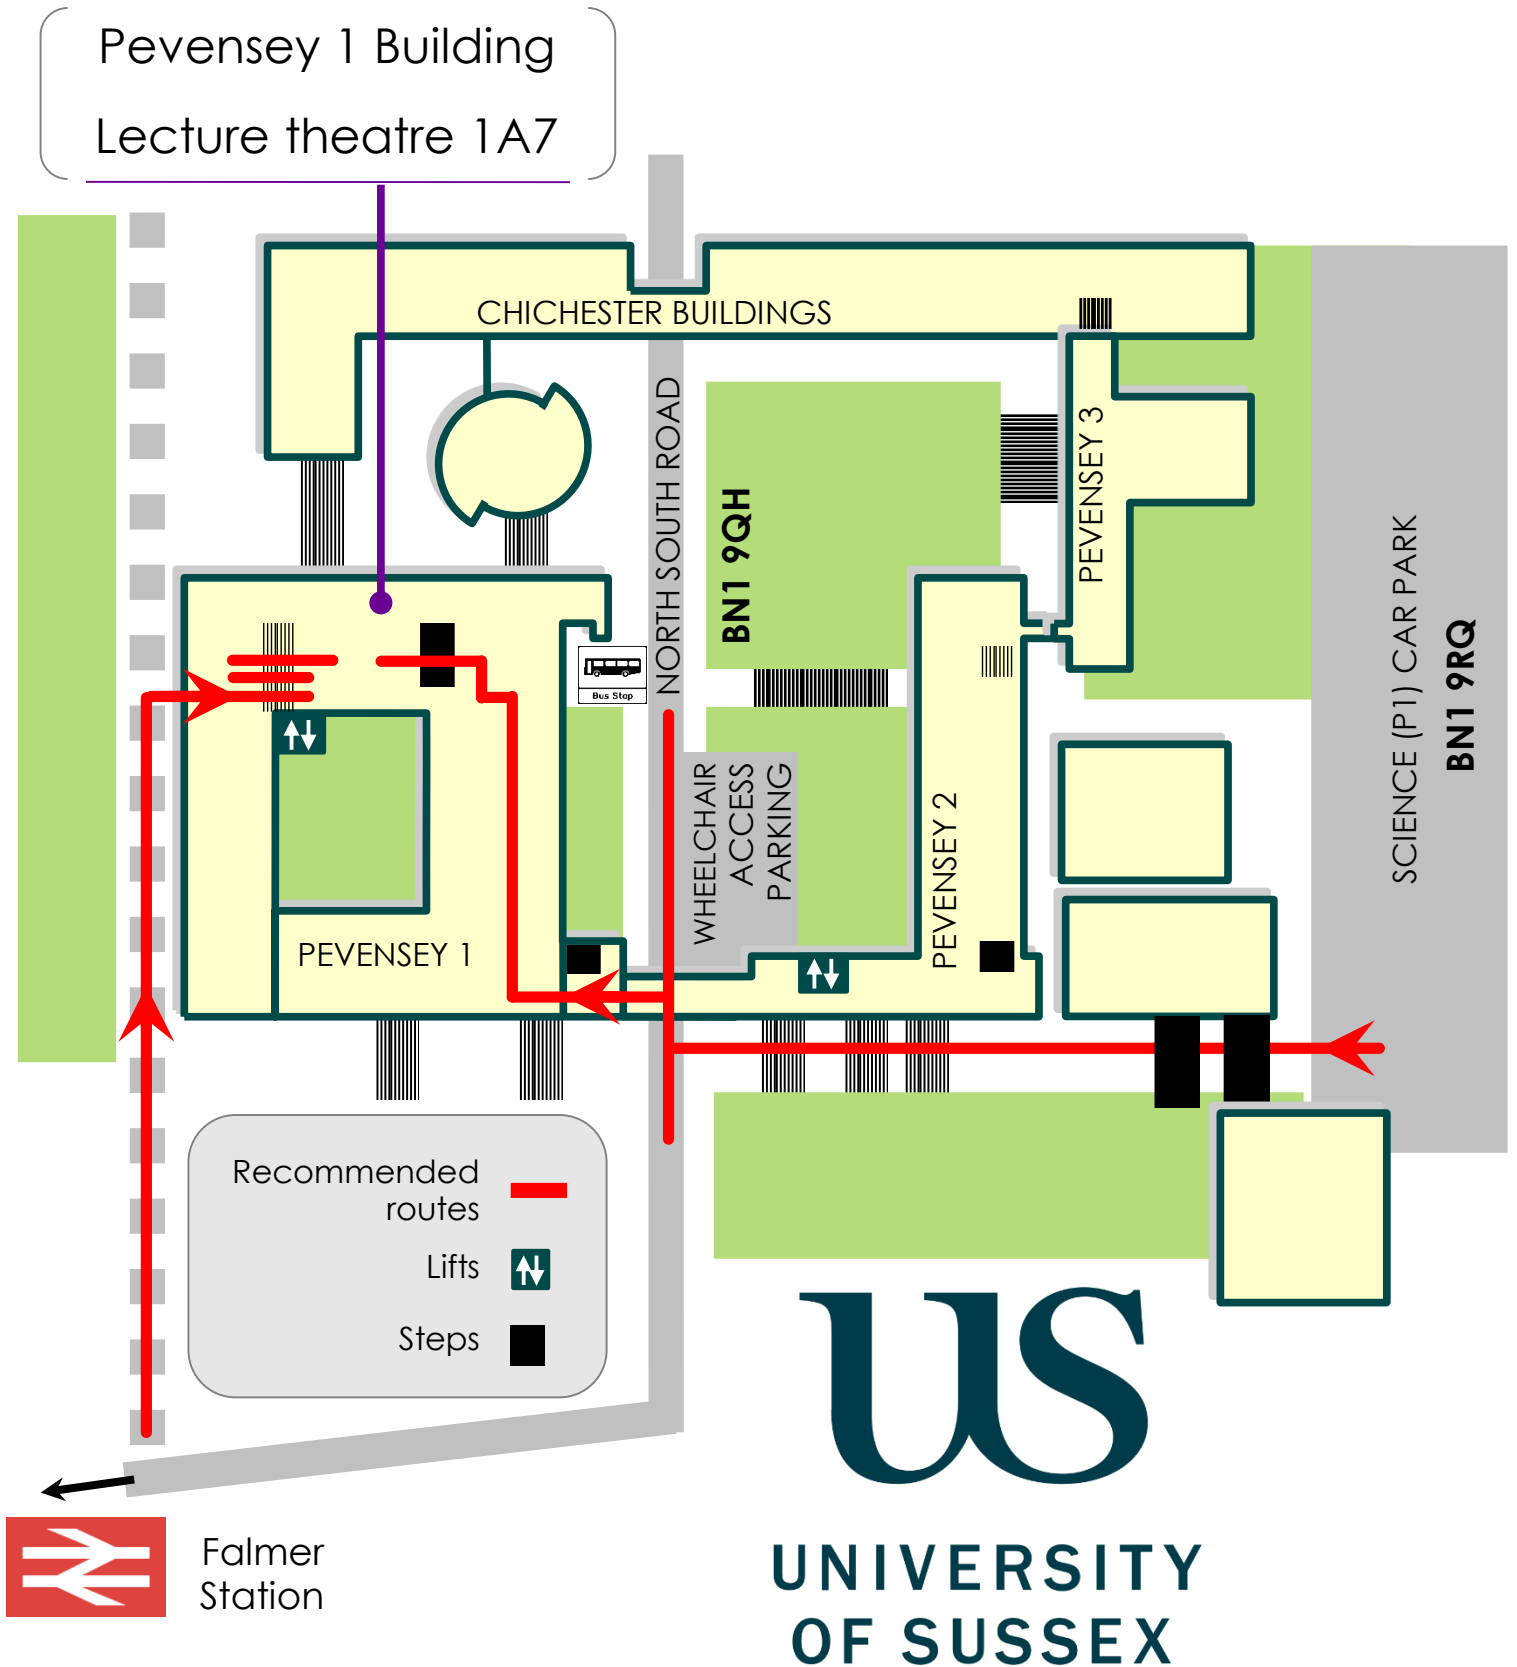 Pevensey 1 Building
Lecture theatre 1A7
CHICHESTER BUILDINGS
NORTH SOUTH ROAD
BN1 9QH
PEVENSEY 3
SCIENCE (P1) CAR PARK
BN1 9RQ
Bus Stop
WHEELCHAIR
ACCESS
PARKING
PEVENSEY 2
PEVENSEY 1
Recommended
routes
Lifts
Steps
Falmer
Station
US
UNIVERSITY
OF SUSSEX